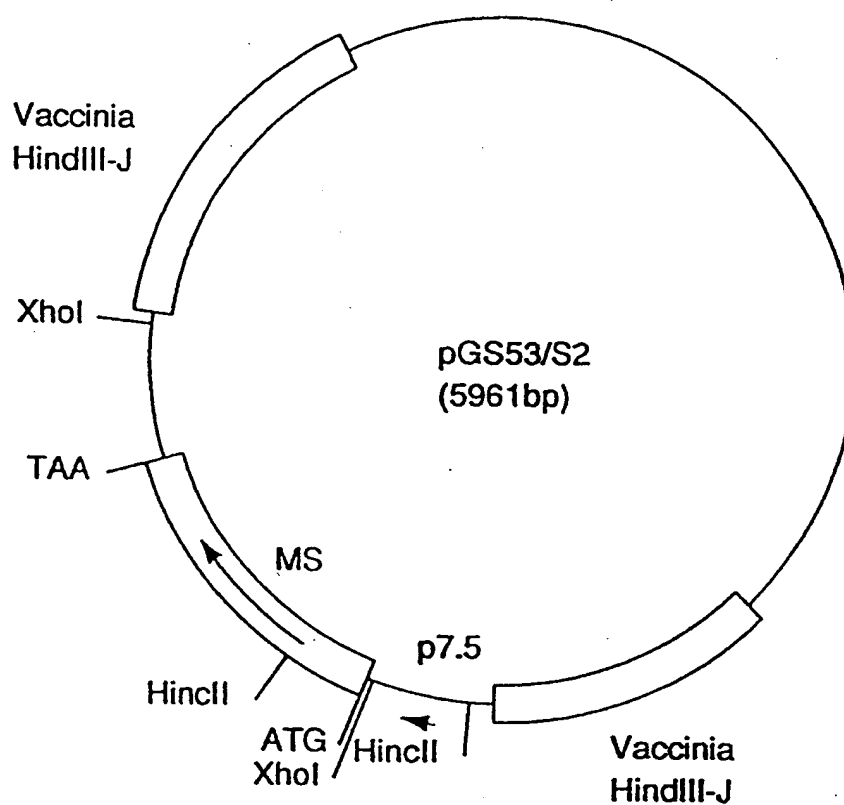 Vaccinia
HindIII-J
XhoI
pGS53/S2
(5961bp)
TAA
MS
p7.5
HincII
ATG
HincII
XhoI
Vaccinia
HindIII-J